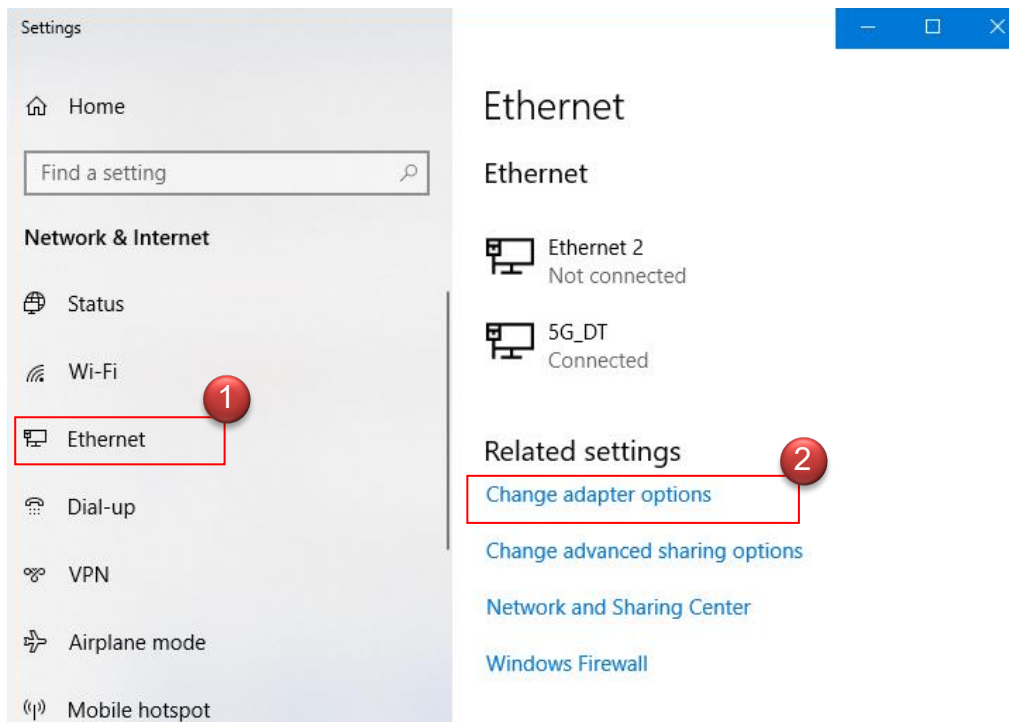 Settings
Home
Find a setting
Network & Internet
Status
Wi-Fi
1
Ethernet
Dial-up
VPN
Airplane mode
Mobile hotspot
Ethernet
Ethernet
Ethernet 2
Not connected
5G_DT
Connected
Related settings
2
Change adapter options
Change advanced sharing options
Network and Sharing Center
Windows Firewall